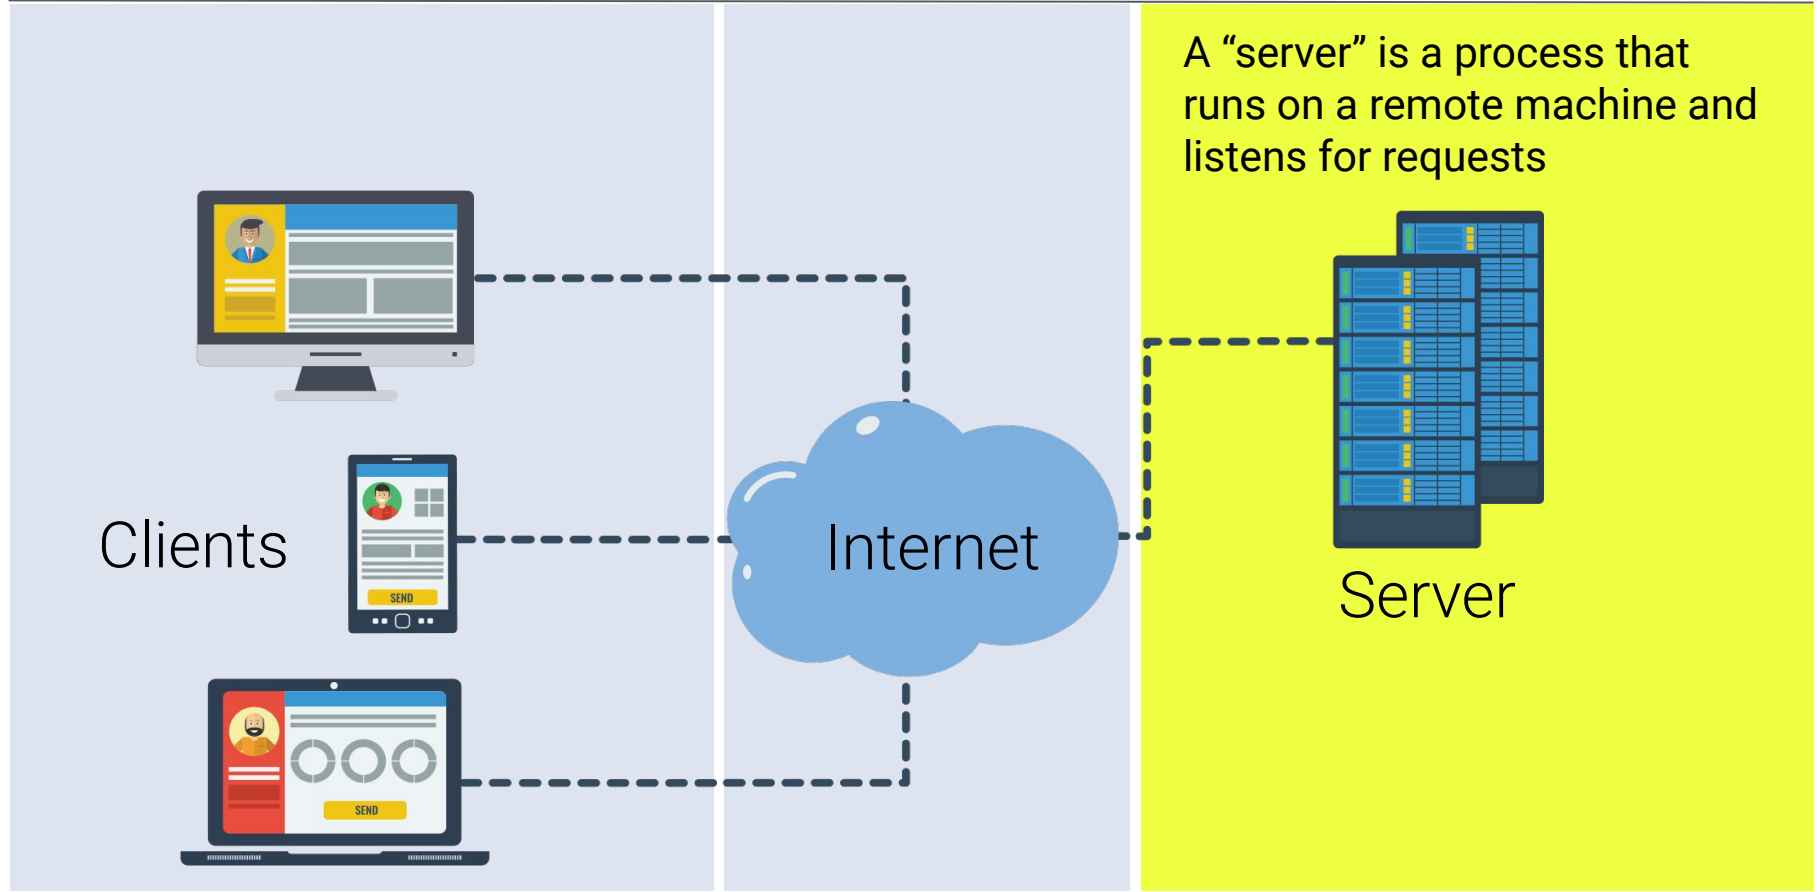 A “server” is a process that
runs on a remote machine and
listens for requests
Clients
SEND
SEND
Internet
Server